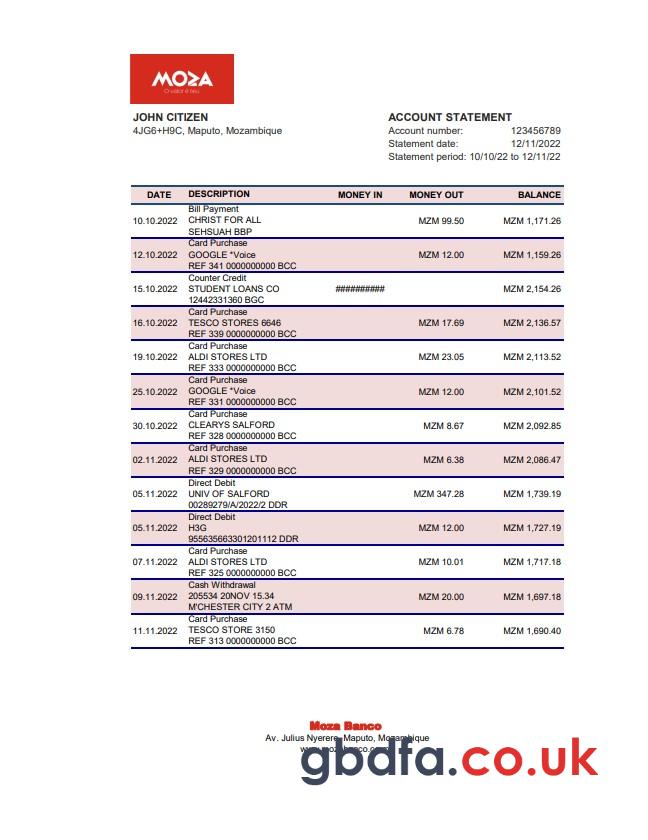 MOZA
O valor é teu
JOHN CITIZEN
4JG6+H9C, Maputo, Mozambique
ACCOUNT STATEMENT
Account number: 123456789
Statement date: 12/11/2022
Statement period: 10/10/22 to 12/11/22
DATE DESCRIPTION MONEY IN MONEY OUT BALANCE
Bill Payment
10.10.2022 CHRIST FOR ALL MZM 99.50 MZM 1,171.26
SEHSUAH BBP
Card Purchase
12.10.2022 GOOGLE *Voice MZM 12.00 MZM 1,159.26
REF 341 0000000000 BCC
Counter Credit
15.10.2022 STUDENT LOANS CO ########## MZM 2,154.26
12442331360 BGC
Card Purchase
16.10.2022 TESCO STORES 6646 MZM 17.69 MZM 2,136.57
REF 339 0000000000 BCC
Card Purchase
19.10.2022 ALDI STORES LTD MZM 23.05 MZM 2,113.52
REF 333 0000000000 BCC
Card Purchase
25.10.2022 GOOGLE *Voice MZM 12.00 MZM 2,101.52
REF 331 0000000000 BCC
Card Purchase
30.10.2022 CLEARYS SALFORD MZM 8.67 MZM 2,092.85
REF 328 0000000000 BCC
Card Purchase
02.11.2022 ALDI STORES LTD MZM 6.38 MZM 2,086.47
REF 329 0000000000 BCC
Direct Debit
05.11.2022 UNIV OF SALFORD MZM 347.28 MZM 1,739.19
00289279/A/2022/2 DDR
Direct Debit
05.11.2022 H3G MZM 12.00 MZM 1,727.19
955635663301201112 DDR
Card Purchase
07.11.2022 ALDI STORES LTD MZM 10.01 MZM 1,717.18
REF 325 0000000000 BCC
Cash Withdrawal
09.11.2022 205534 20NOV 15.34 MZM 20.00 MZM 1,697.18
M'CHESTER CITY 2 ATM
Card Purchase
11.11.2022 TESCO STORE 3150 MZM 6.78 MZM 1,690.40
REF 313 0000000000 BCC
Moza Banco
Av. Julius Nyerere, Maputo, Mozambique
gbdfa.co.uk